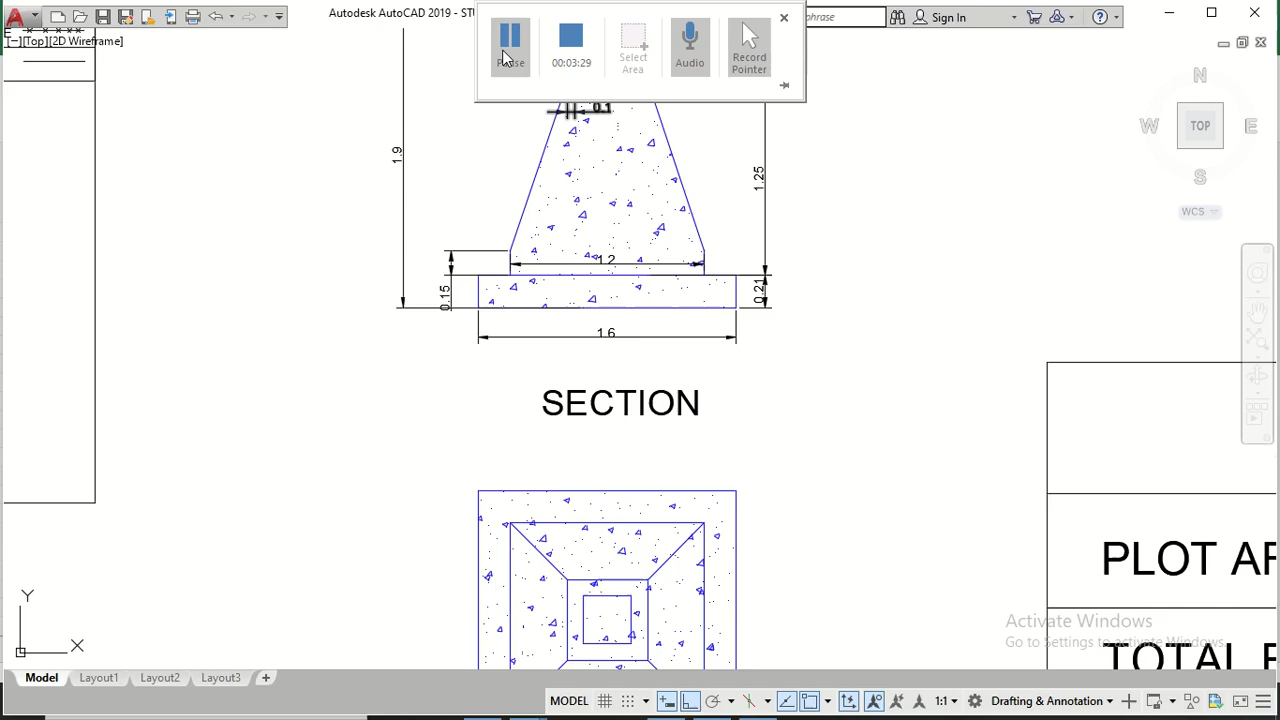 Autodesk AutoCAD 2019 - STU
phrase
Sign In
[−][Top][2D Wireframe]
Pause
00:03:29
Select Area
Audio
Record Pointer
N
W
TOP
E
S
WCS
0.1
1.9
1.25
1.2
0.15
0.21
1.6
SECTION
PLOT AR
Activate Windows
Go to Settings to activate Windows.
TOTAL
Y
X
Model
Layout1
Layout2
Layout3
+
MODEL
1:1
Drafting & Annotation